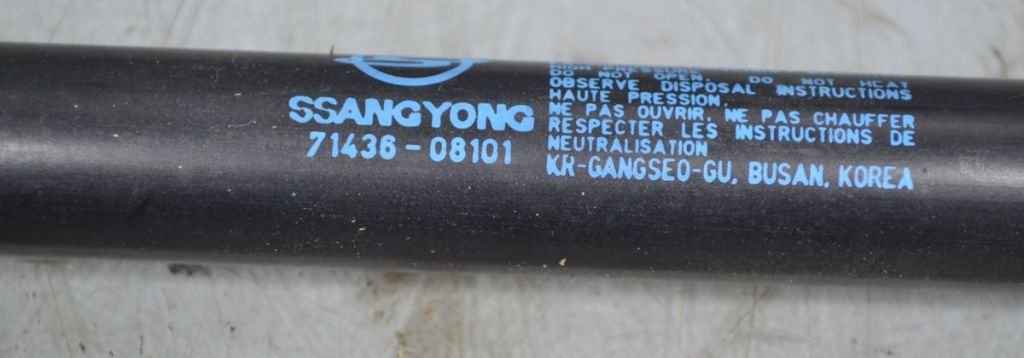 SSANGYONG
71436-08101
DO NOT OPEN. DO NOT HEAT
OBSERVE DISPOSAL INSTRUCTIONS
HAUTE PRESSION.
NE PAS OUVRIR. NE PAS CHAUFFER
RESPECTER LES INSTRUCTIONS DE
NEUTRALISATION
KR-GANGSEO-GU, BUSAN, KOREA